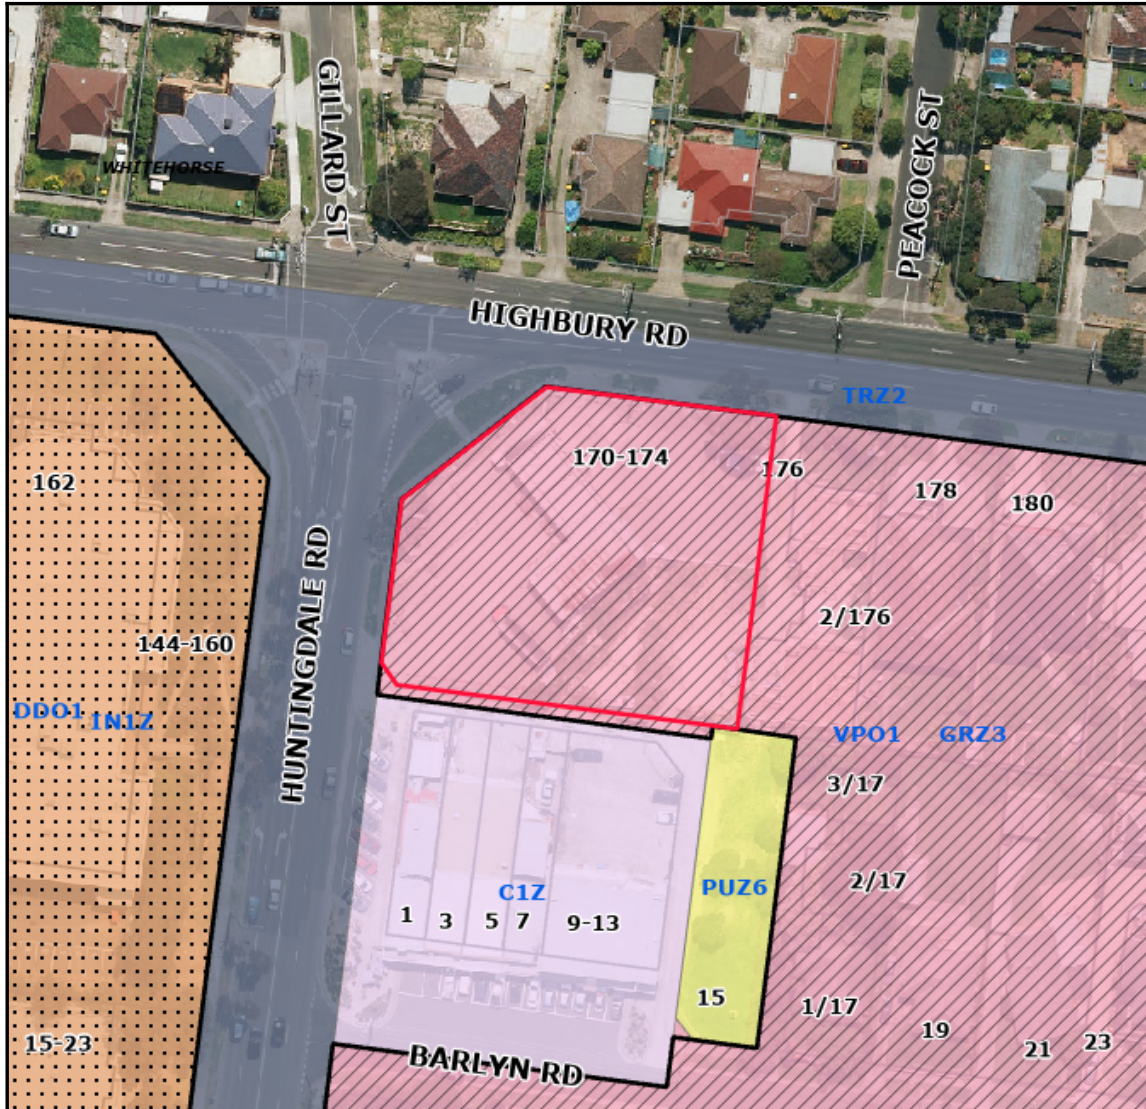 GILLARD ST
PEACOCK ST
WHITEHORSE
HIGHBURY RD
TRZ2
170-174
176
162
178
180
HUNTINGDALE RD
2/176
144-160
DDO1
IN1Z
VPO1
GRZ3
3/17
2/17
C1Z
PUZ6
1
3
5
7
9-13
15
1/17
19
15-23
21
23
BARLYN RD